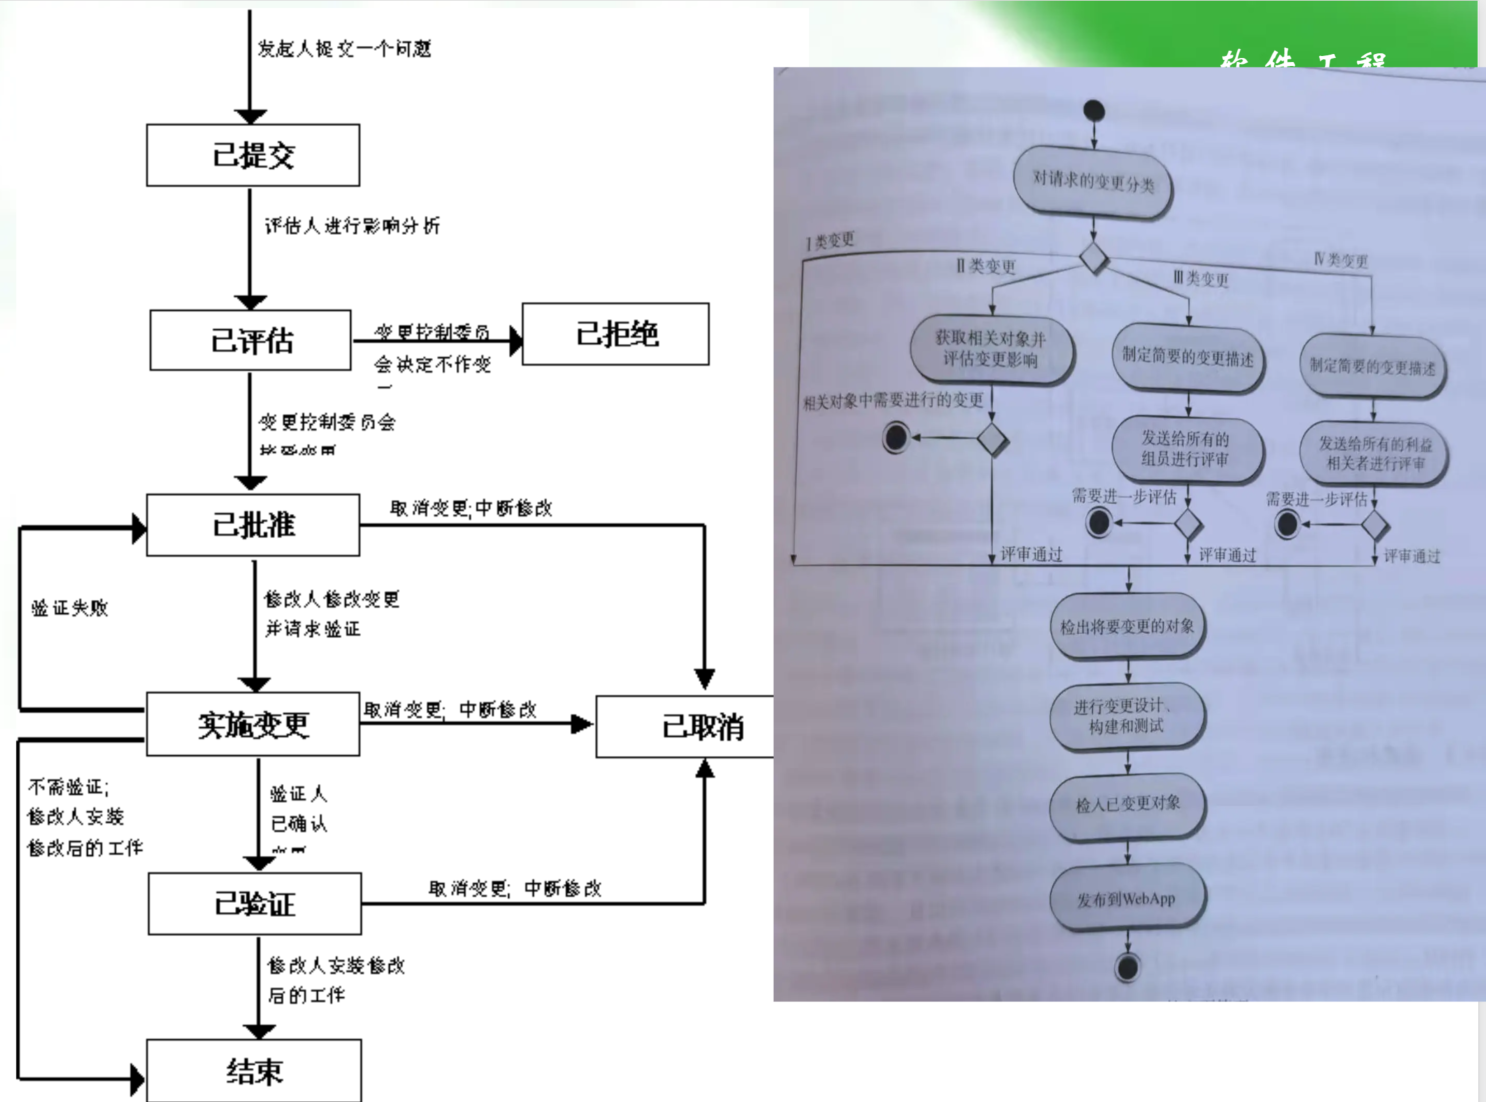 软件工程
发起人提交一个问题
已提交
评估人进行影响分析
已评估
变更控制委员
会决定不作变
已拒绝
变更控制委员会
接受变更
已批准
取消变更;中断修改
验证失败
修改人修改变更
并请求验证
实施变更
取消变更; 中断修改
已取消
不需验证;
修改人安装
修改后的工件
验证人
已确认
已验证
取消变更; 中断修改
修改人安装修改
后的工件
结束
对请求的变更分类
Ⅰ类变更
Ⅱ类变更
Ⅲ类变更
Ⅳ类变更
获取相关对象并
评估变更影响
制定简要的变更描述
制定简要的变更描述
相关对象中需要进行的变更
发送给所有的
组员进行评审
发送给所有的利益
相关者进行评审
需要进一步评估
需要进一步评估
评审通过
评审通过
评审通过
检出将要变更的对象
进行变更设计、
构建和测试
检入已变更对象
发布到WebApp